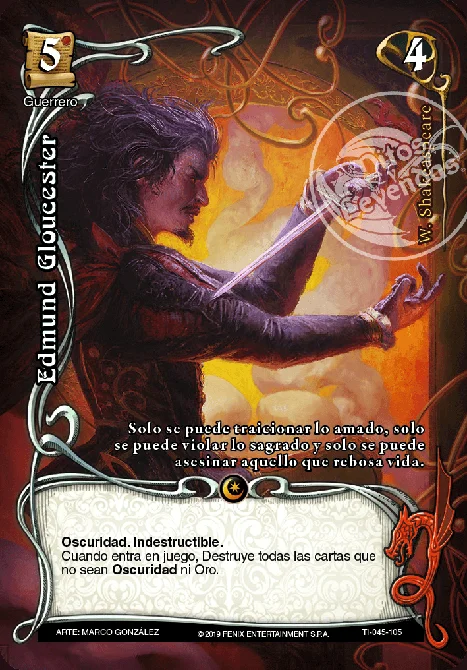 5
4
Guerrero
Edmund Gloucester
W. Shakespeare
Otros
Leyendas
Solo se puede traicionar lo amado, solo
se puede violar lo sagrado y solo se puede
asesinar aquello que rebosa vida.
Oscuridad. Indestructible.
Cuando entra en juego, Destruye todas las cartas que
no sean Oscuridad ni Oro.
ARTE: MARCO GONZÁLEZ
© 2019 FENIX ENTERTAINMENT S.P.A.
TI-045-105